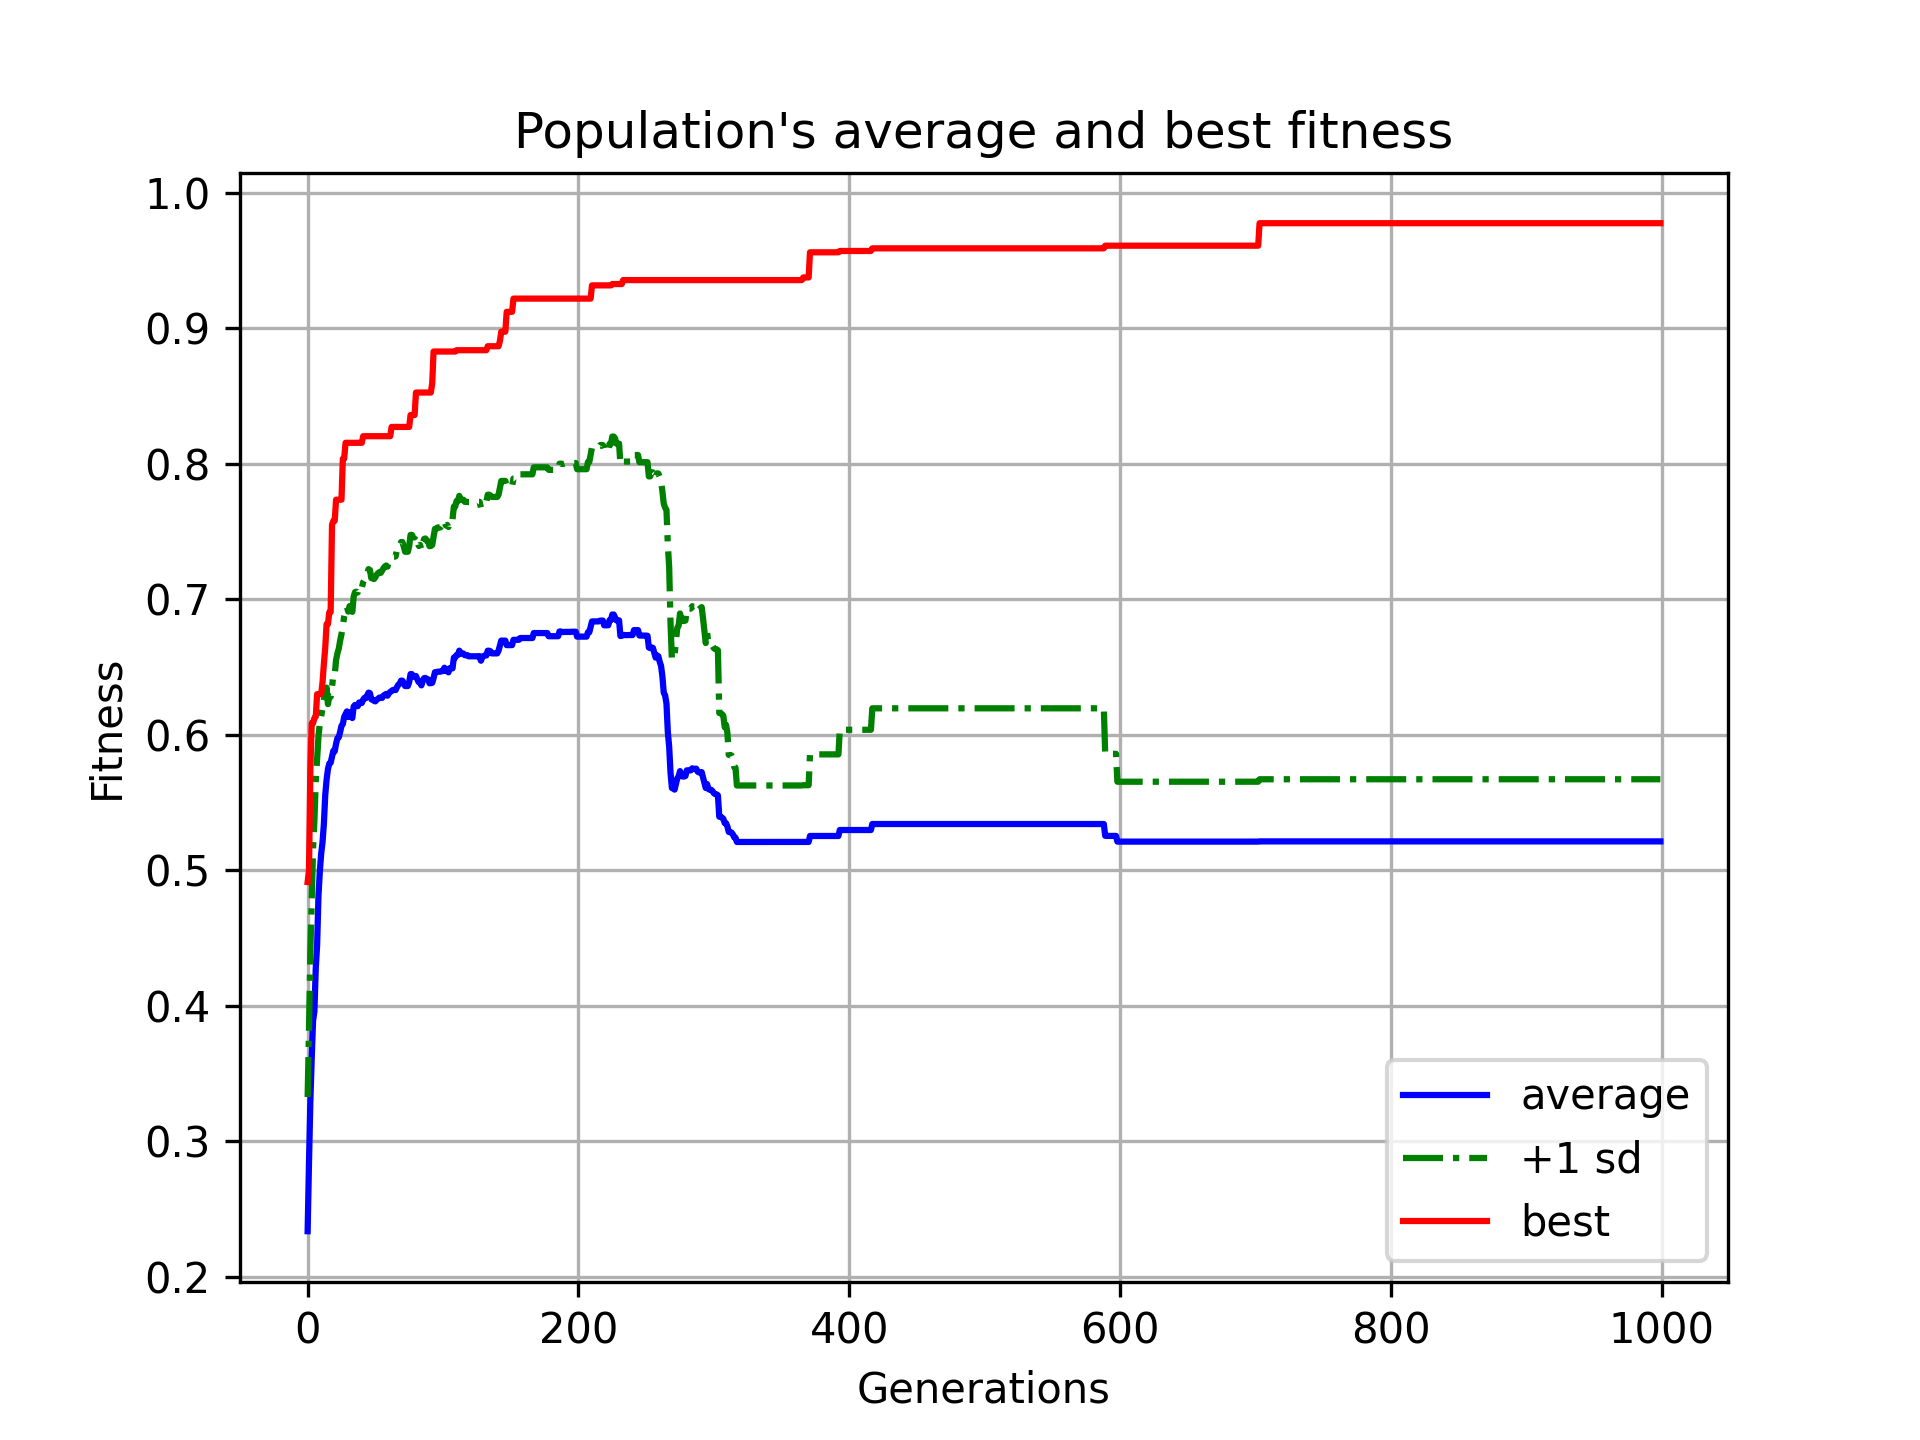 Population's average and best fitness
1.0
0.9
0.8
0.7
0.6
0.5
0.4
0.3
0.2
Fitness
0 200 400 600 800 1000
Generations
average
+1 sd
best